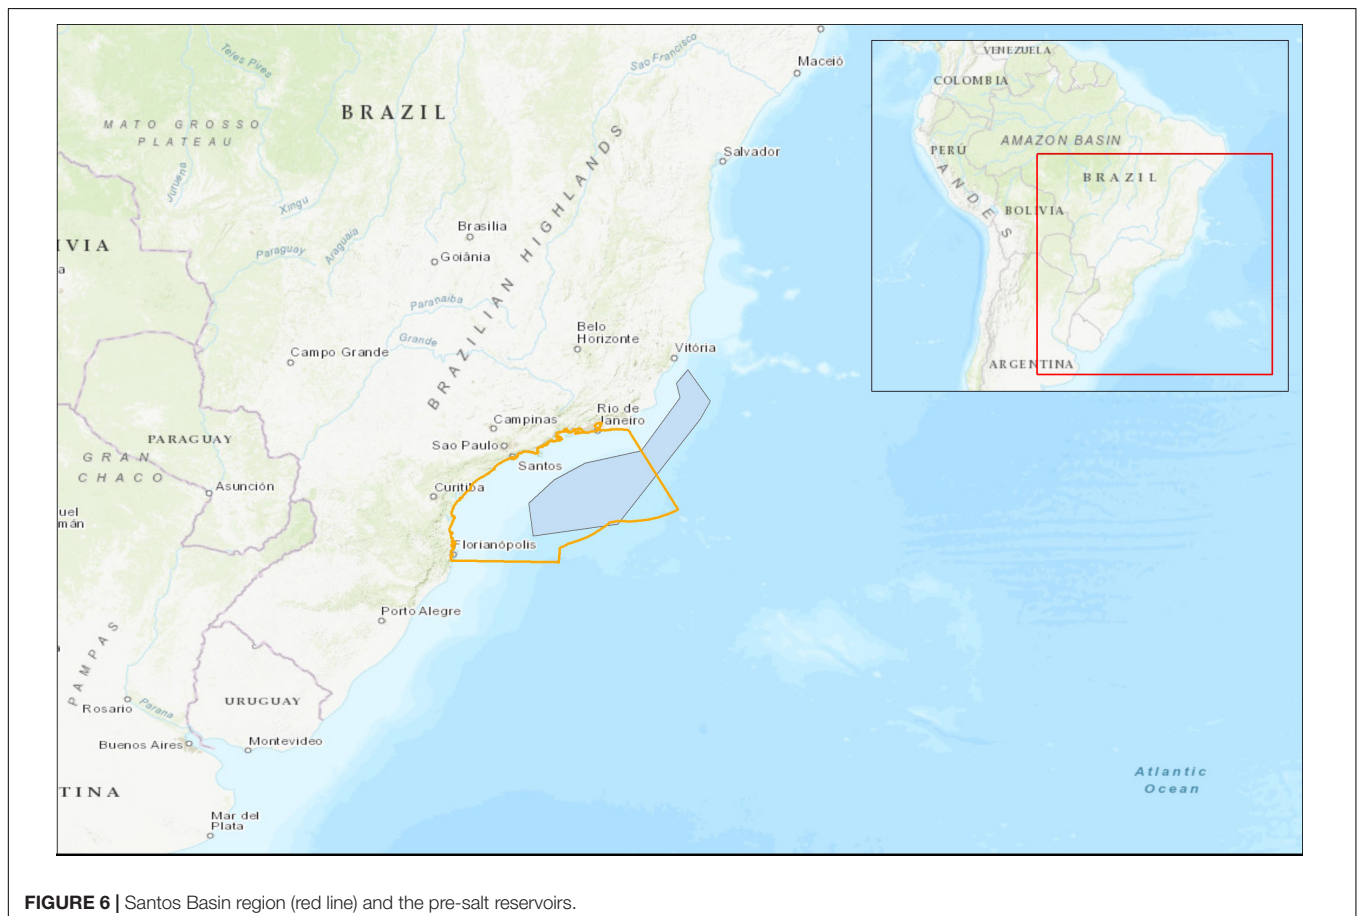 Teles Pires
Sao Francisco
Maceió
BRAZIL
MATO GROSSO
PLATEAU
Salvador
Juruena
Xingu
BRAZILIAN HIGHLANDS
Brasilia
IVIA
Paraguay
Araguaia
Goiânia
a
Paranaiba
Grande
Belo
Horizonte
Vitória
Campo Grande
Rio de
Janeiro
Campinas
PARAGUAY
Sao Paulo
GRAN
CHACO
Santos
Asunción
Curitiba
uel
mán
Florianópolis
Porto Alegre
PAMPAS
URUGUAY
Rosario
Parana
Buenos Aires
Montevideo
TINA
Mar del
Plata
Atlantic
Ocean
VENEZUELA
COLOMBIA
AMAZON BASIN
PERÚ
BRAZIL
ANDES
BOLIVIA
ARGENTINA
FIGURE 6 | Santos Basin region (red line) and the pre-salt reservoirs.